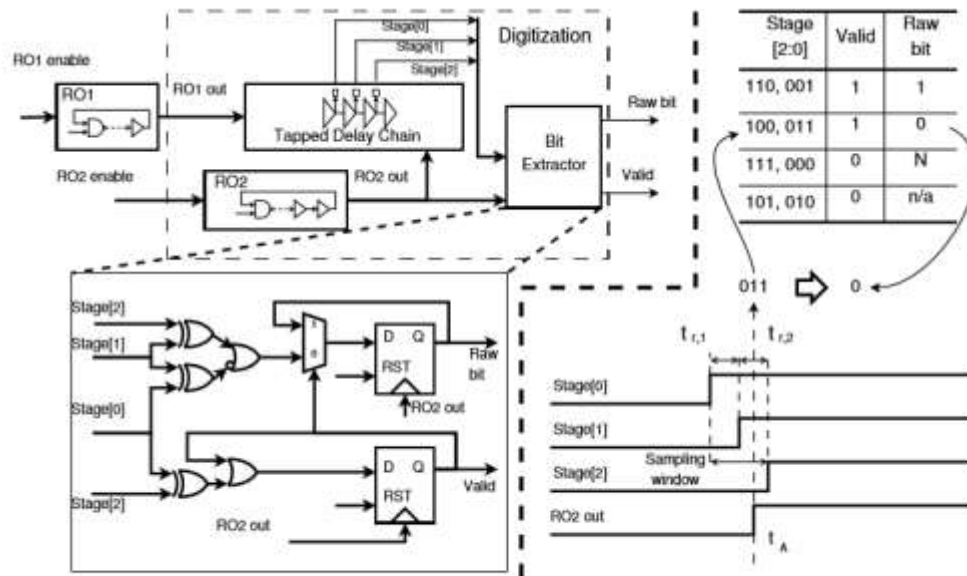 RO1 enable
RO1
RO1 out
Stage[0]
Stage[1]
Stage[2]
Digitization
Tapped Delay Chain
RO2 enable
RO2
RO2 out
Bit
Extractor
Raw bit
Valid
Stage[2]
Stage[1]
Stage[0]
Stage[2]
1
0
D Q
RST
Raw
bit
RO2 out
D Q
RST
Valid
RO2 out
Stage [2:0] Valid Raw bit
110, 001 1 1
100, 011 1 0
111, 000 0 N
101, 010 0 n/a
011 0
t r,1 t r,2
Stage[0]
Stage[1]
Sampling
window
Stage[2]
RO2 out
t A